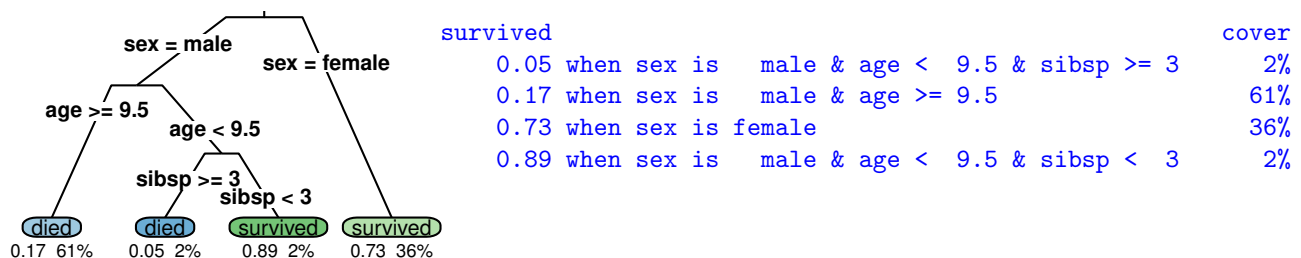 sex = male
sex = female
age >= 9.5
age < 9.5
sibsp >= 3
sibsp < 3
died
died
survived
survived
0.17 61%
0.05 2%
0.89 2%
0.73 36%
survived cover
0.05 when sex is male & age < 9.5 & sibsp >= 3 2%
0.17 when sex is male & age >= 9.5 61%
0.73 when sex is female 36%
0.89 when sex is male & age < 9.5 & sibsp < 3 2%